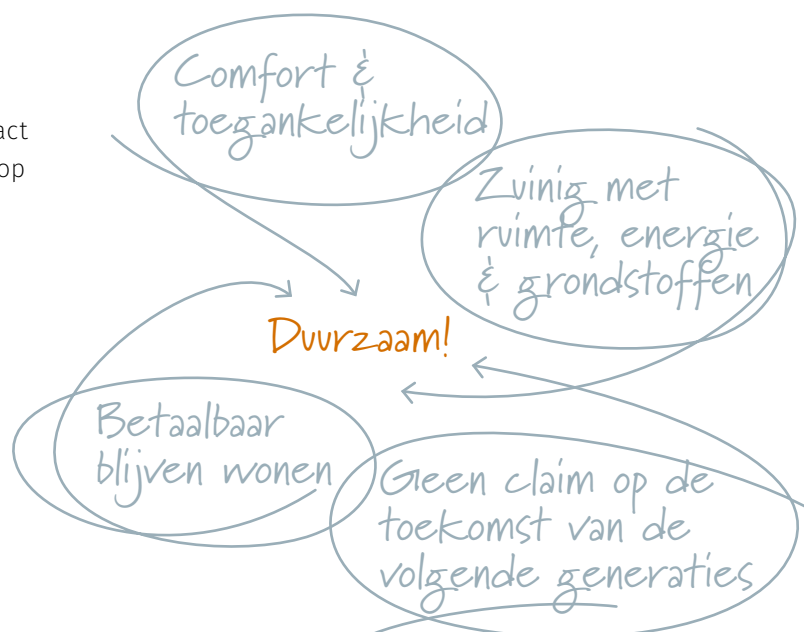 Comfort &
toegankelijkheid
op
Zuinig met
ruimte, energie
& grondstoffen
Duurzaam!
Betaalbaar
blijven wonen
Geen claim op de
toekomst van de
volgende generaties